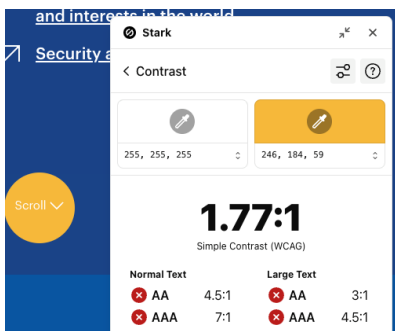 and interests in the world
Security a
Stark
Contrast
255, 255, 255
246, 184, 59
Scroll
1.77:1
Simple Contrast (WCAG)
Normal Text
Large Text
AA 4.5:1
AA 3:1
AAA 7:1
AAA 4.5:1